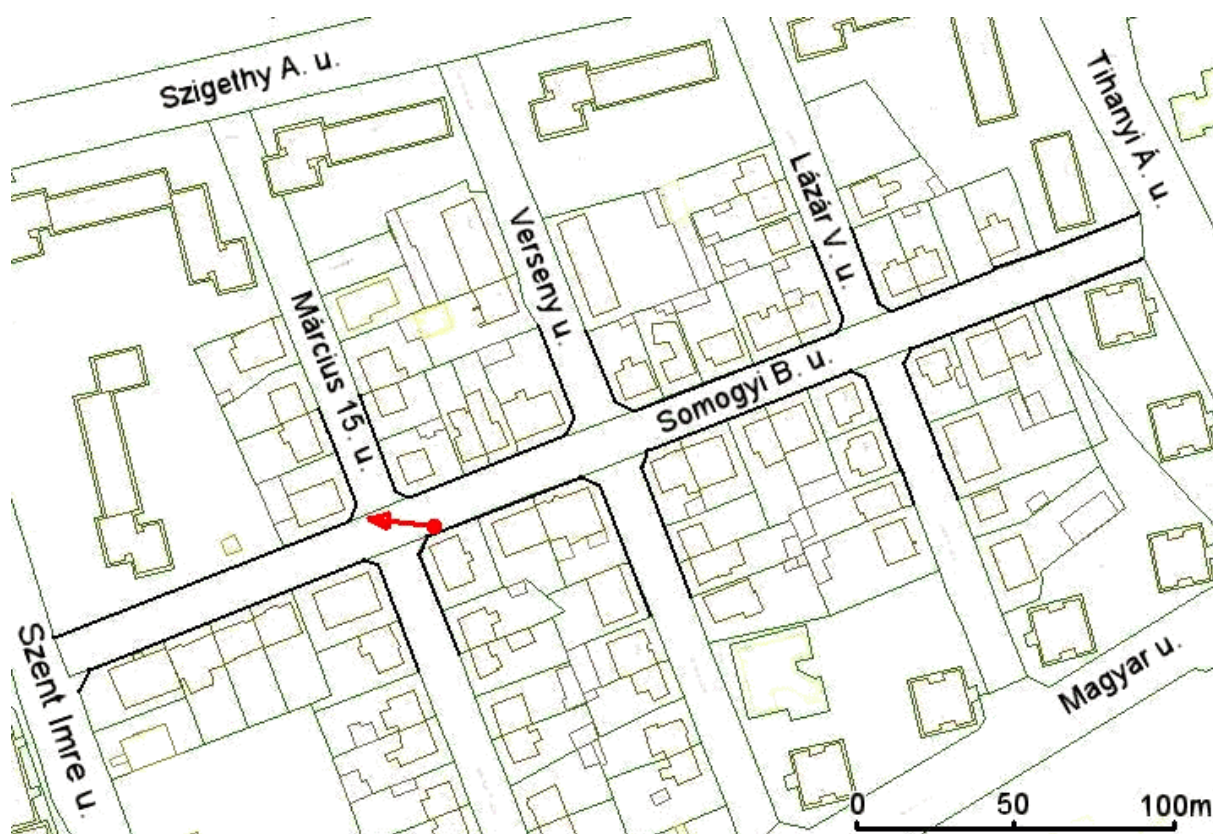 Szigethy A. u.
Tihanyi Á. u.
Lázár V. u.
Verseny u.
Március 15. u.
Somogyi B. u.
Szent Imre u.
Magyar u.
0 50 100m